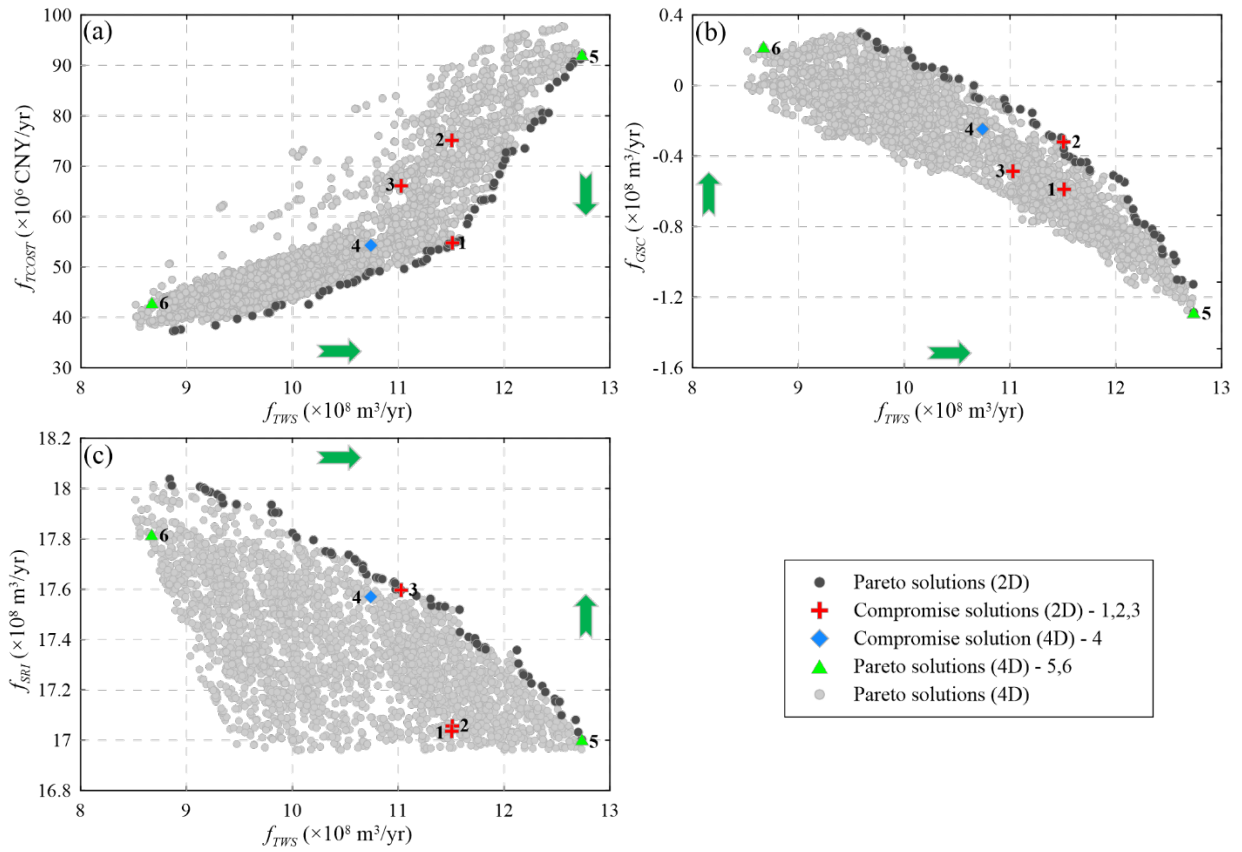 (a)
100
90
80
70
60
50
40
30
f_TCOST (×10⁶ CNY/yr)
8 9 10 11 12 13
f_TWS (×10⁸ m³/yr)
1
2
3
4
5
6
(b)
0.4
0
-0.4
-0.8
-1.2
-1.6
f_GSC (×10⁸ m³/yr)
8 9 10 11 12 13
f_TWS (×10⁸ m³/yr)
6
4
2
3
1
5
(c)
18.2
18
17.8
17.6
17.4
17.2
17
16.8
f_SRI (×10⁸ m³/yr)
8 9 10 11 12 13
f_TWS (×10⁸ m³/yr)
6
4
3
2
1
5
Pareto solutions (2D)
Compromise solutions (2D) - 1,2,3
Compromise solution (4D) - 4
Pareto solutions (4D) - 5,6
Pareto solutions (4D)